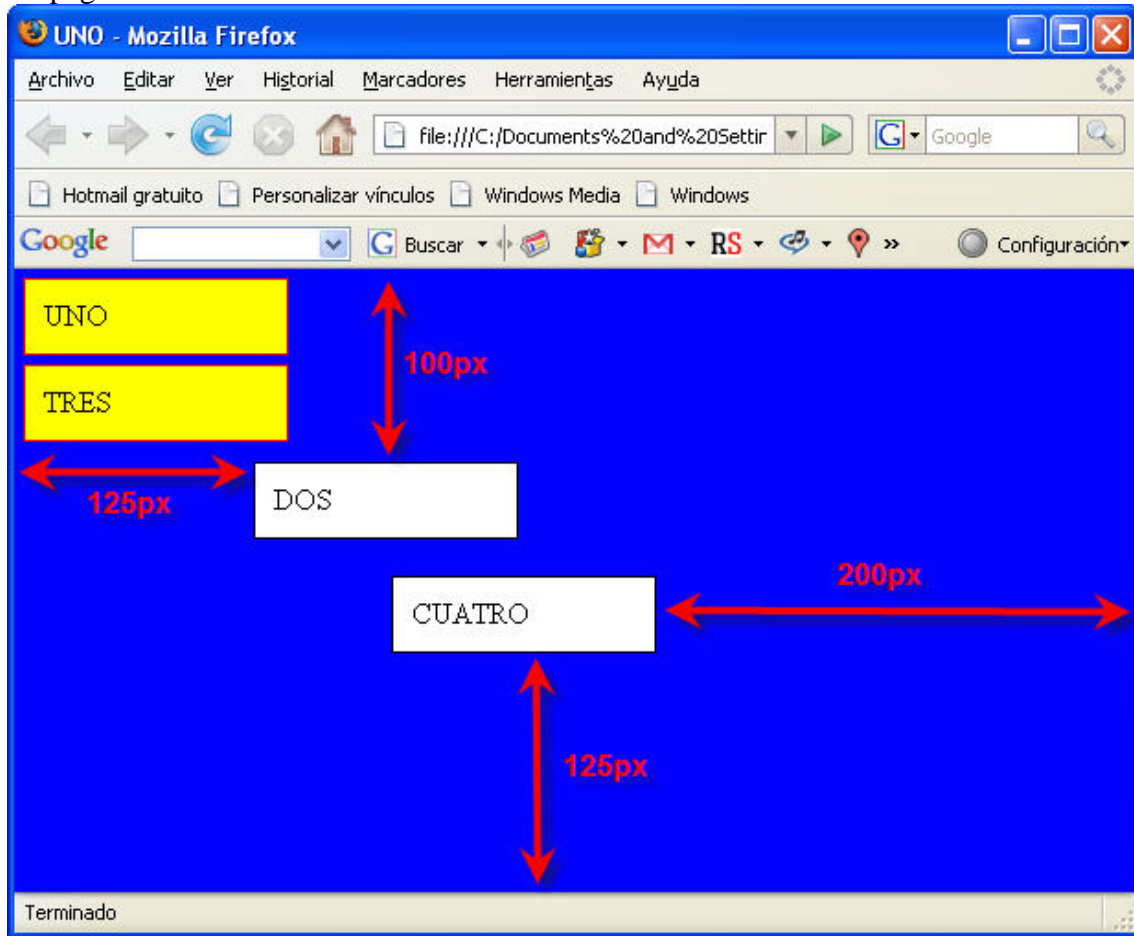 UNO - Mozilla Firefox
Archivo Editar Ver Historial Marcadores Herramientas Ayuda
file:///C:/Documents%20and%20Settir G Google
Hotmail gratuito Personalizar vínculos Windows Media Windows
Google G Buscar RS » Configuración
UNO
100px
TRES
125px
DOS
200px
CUATRO
125px
Terminado